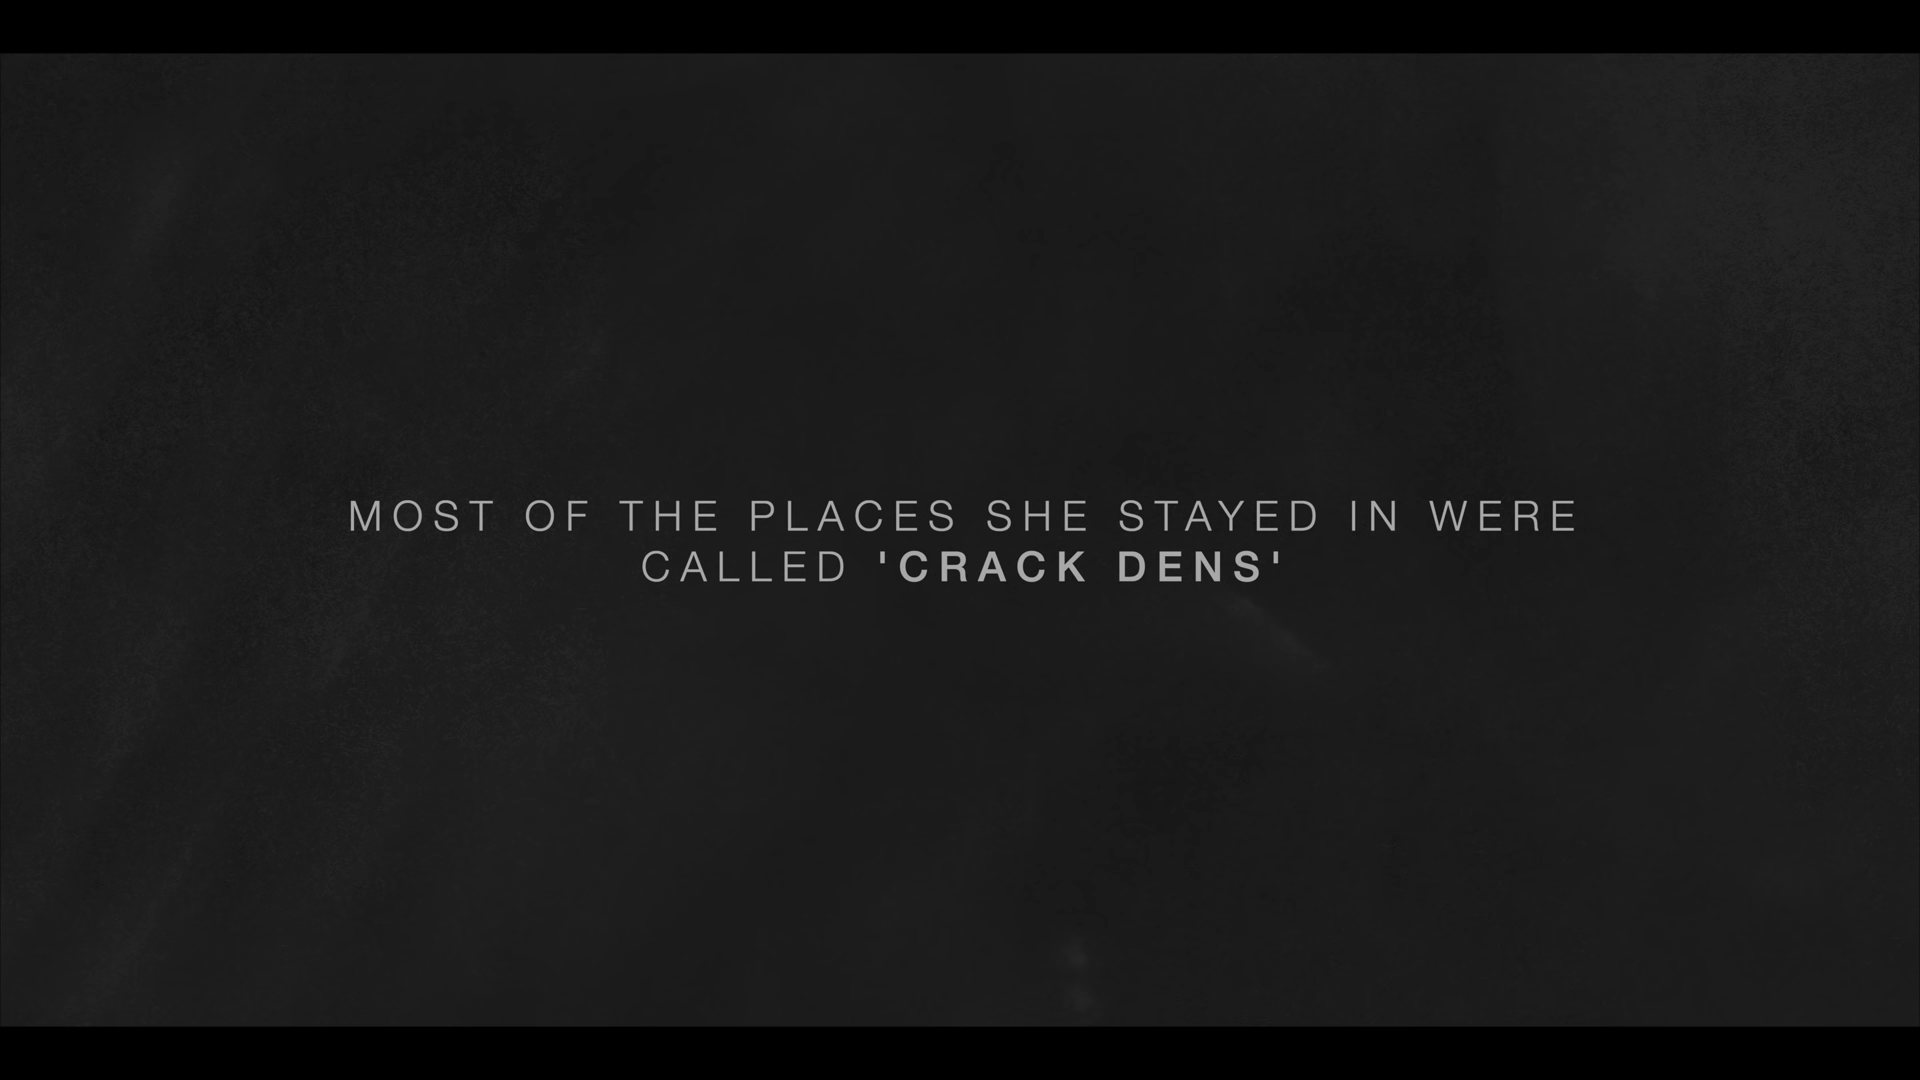 MOST OF THE PLACES SHE STAYED IN WERE
CALLED 'CRACK DENS'